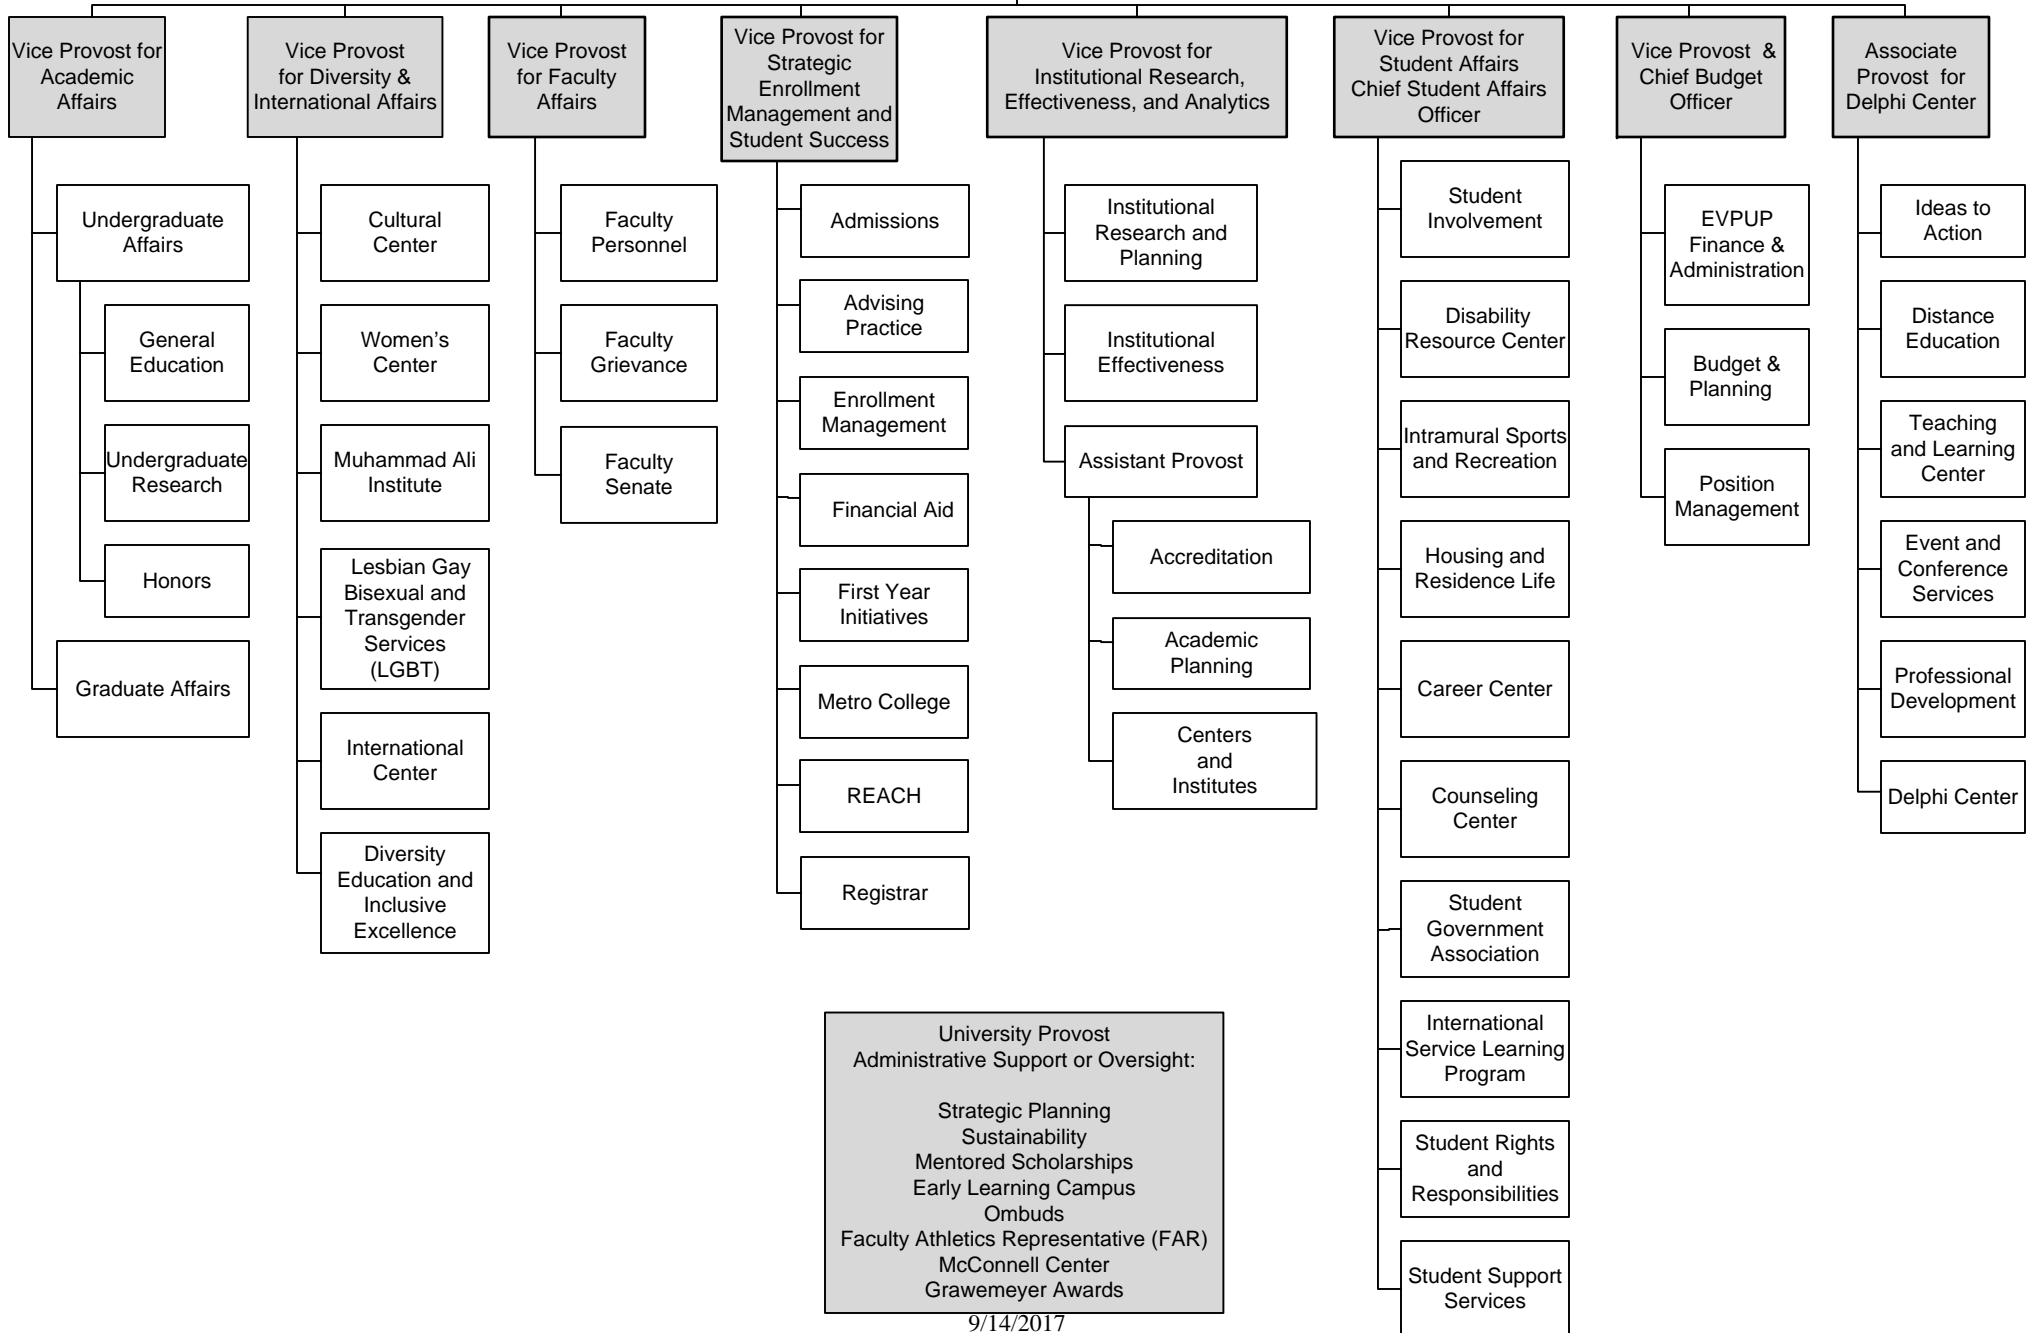 Vice Provost for
Academic
Affairs
Vice Provost
for Diversity &
International Affairs
Vice Provost
for Faculty
Affairs
Vice Provost for
Strategic
Enrollment
Management and
Student Success
Vice Provost for
Institutional Research,
Effectiveness, and Analytics
Vice Provost for
Student Affairs
Chief Student Affairs
Officer
Vice Provost &
Chief Budget
Officer
Associate
Provost for
Delphi Center
Undergraduate
Affairs
General
Education
Undergraduate
Research
Honors
Graduate Affairs
Cultural
Center
Women's
Center
Muhammad Ali
Institute
Lesbian Gay
Bisexual and
Transgender
Services
(LGBT)
International
Center
Diversity
Education and
Inclusive
Excellence
Faculty
Personnel
Faculty
Grievance
Faculty
Senate
Admissions
Advising
Practice
Enrollment
Management
Financial Aid
First Year
Initiatives
Metro College
REACH
Registrar
Institutional
Research and
Planning
Institutional
Effectiveness
Assistant Provost
Accreditation
Academic
Planning
Centers
and
Institutes
Student
Involvement
Disability
Resource Center
Intramural Sports
and Recreation
Housing and
Residence Life
Career Center
Counseling
Center
Student
Government
Association
International
Service Learning
Program
Student Rights
and
Responsibilities
Student Support
Services
EVPUP
Finance &
Administration
Budget &
Planning
Position
Management
Ideas to
Action
Distance
Education
Teaching
and Learning
Center
Event and
Conference
Services
Professional
Development
Delphi Center
University Provost
Administrative Support or Oversight:
Strategic Planning
Sustainability
Mentored Scholarships
Early Learning Campus
Ombuds
Faculty Athletics Representative (FAR)
McConnell Center
Grawemeyer Awards
9/14/2017